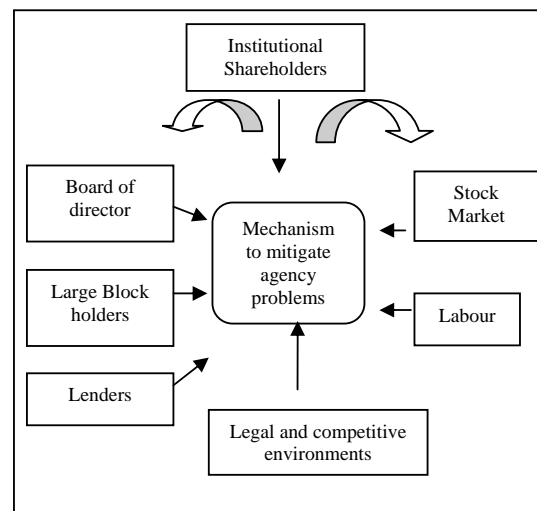 Institutional
Shareholders
Board of
director
Stock
Market
Mechanism
to mitigate
agency
problems
Large Block
holders
Labour
Lenders
Legal and competitive
environments